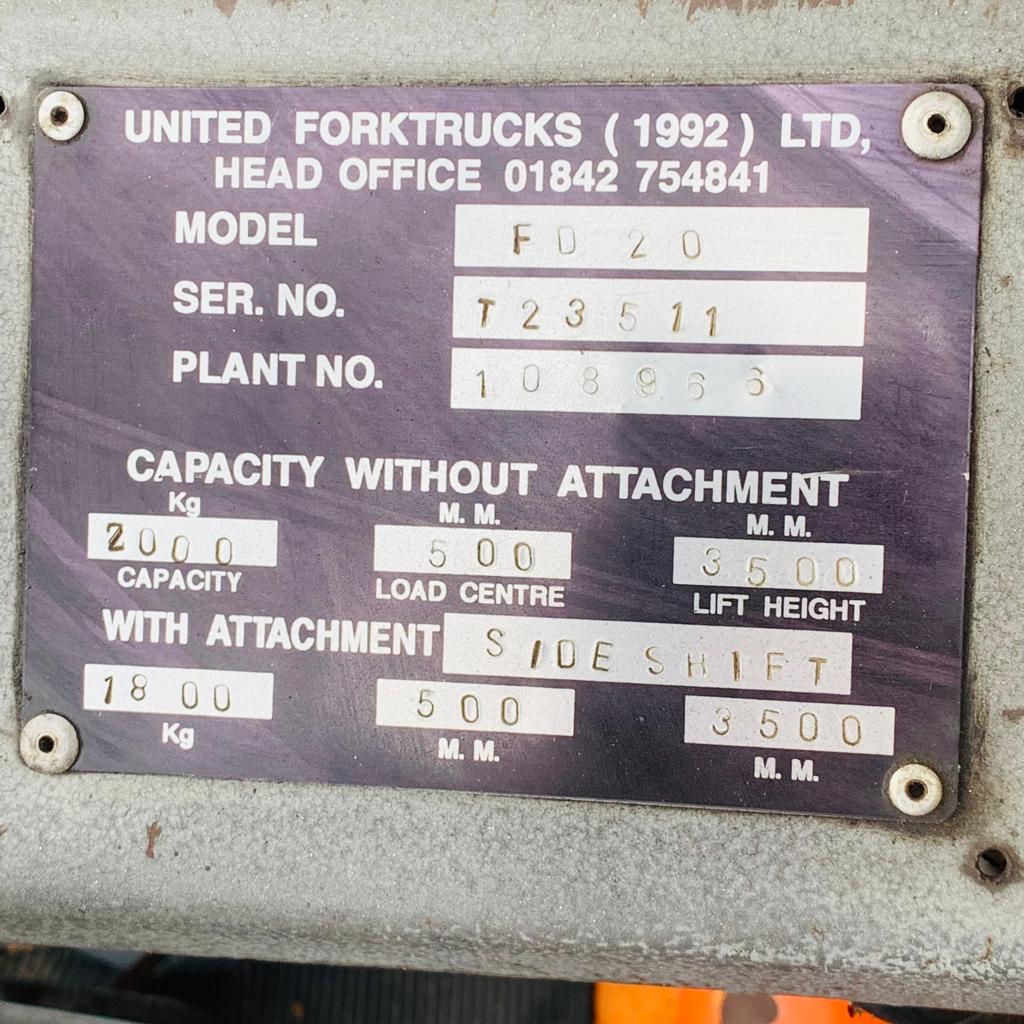 UNITED FORKTRUCKS ( 1992 ) LTD,
HEAD OFFICE 01842 754841
MODEL FD 20
SER. NO. T23511
PLANT NO. 108966
CAPACITY WITHOUT ATTACHMENT
Kg M. M. M. M.
2000 500 3500
CAPACITY LOAD CENTRE LIFT HEIGHT
WITH ATTACHMENT SIDE SHIFT
1800 500 3500
Kg M. M. M. M.